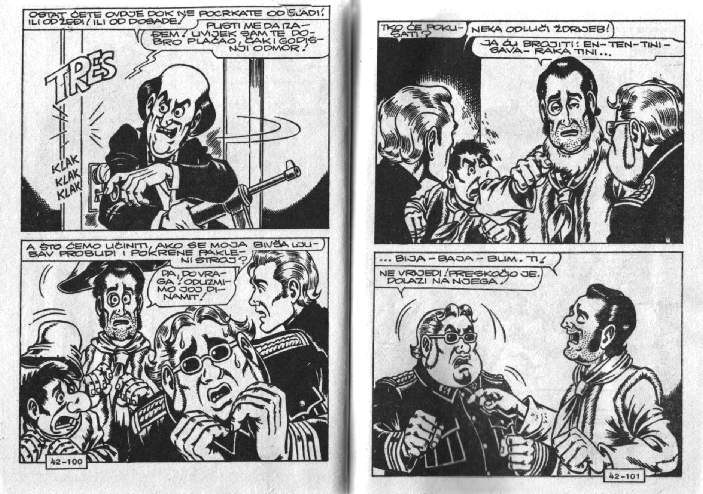 OSTAT ĆETE OVDJE DOK NE POCRKATE OD GLADI!
ILI OD ŽEĐI! ILI OD DOSADE!
PUSTI ME DA IZA-
ĐEM! UVIJEK SAM TE DO-
BRO PLAĆAO, ČAK I GODIŠ-
NJI ODMOR!
TRES
KLAK
KLAK
KLAK
A ŠTO ĆEMO UČINITI, AKO SE MOJA BIVŠA LJU-
BAV PROBUDI I POKRENE PAKLE-
NI STROJ?
DA, DOVRA-
GA! ODUZMI-
MO JOJ DI-
NAMIT!
42-100
TKO ĆE POKU-
ŠATI?
NEKA ODLUČI ŽDRIJEB!
JA ĆU BROJITI: EN-TEN-TINI-
SAVA-RAKA TINI...
... BIJA-BAJA-BUM. TI!
NE VRIJEDI! PRESKOČIO JE.
DOLAZI NA NJEGA!
42-101